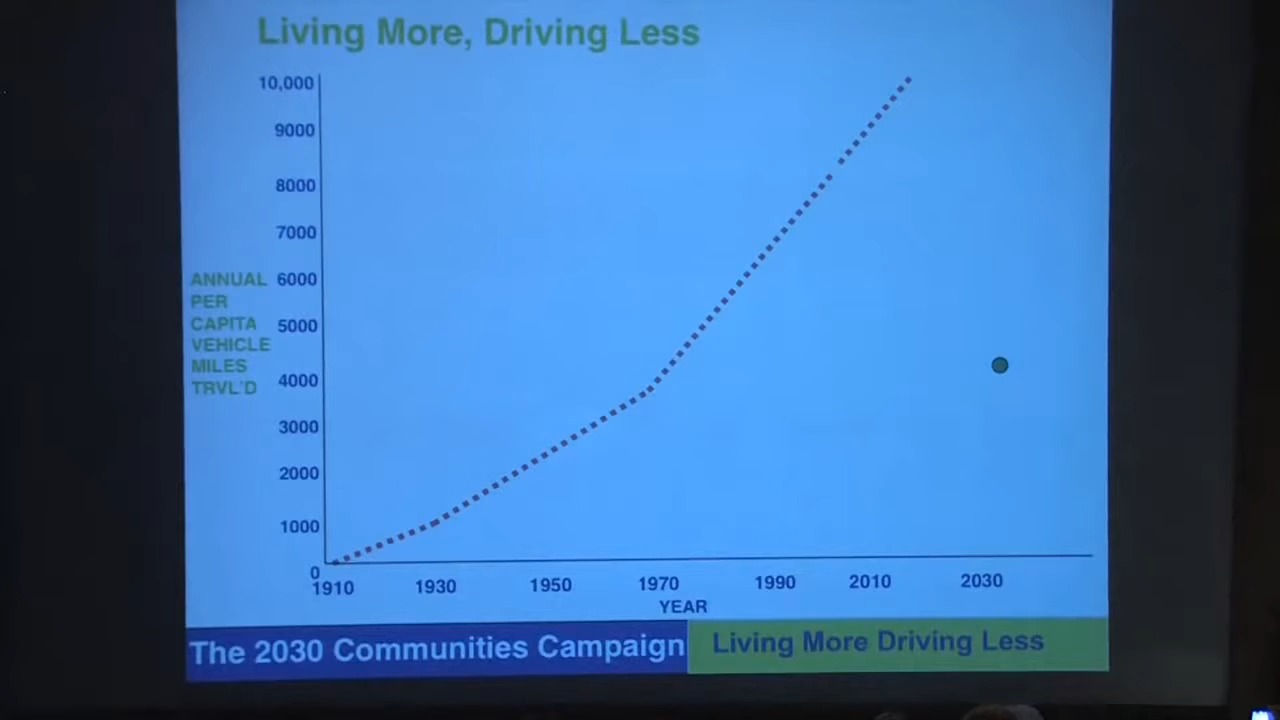 Living More, Driving Less
10,000
9000
8000
7000
6000
5000
4000
3000
2000
1000
0
ANNUAL
PER
CAPITA
VEHICLE
MILES
TRVL'D
1910 1930 1950 1970 1990 2010 2030
YEAR
The 2030 Communities Campaign
Living More Driving Less